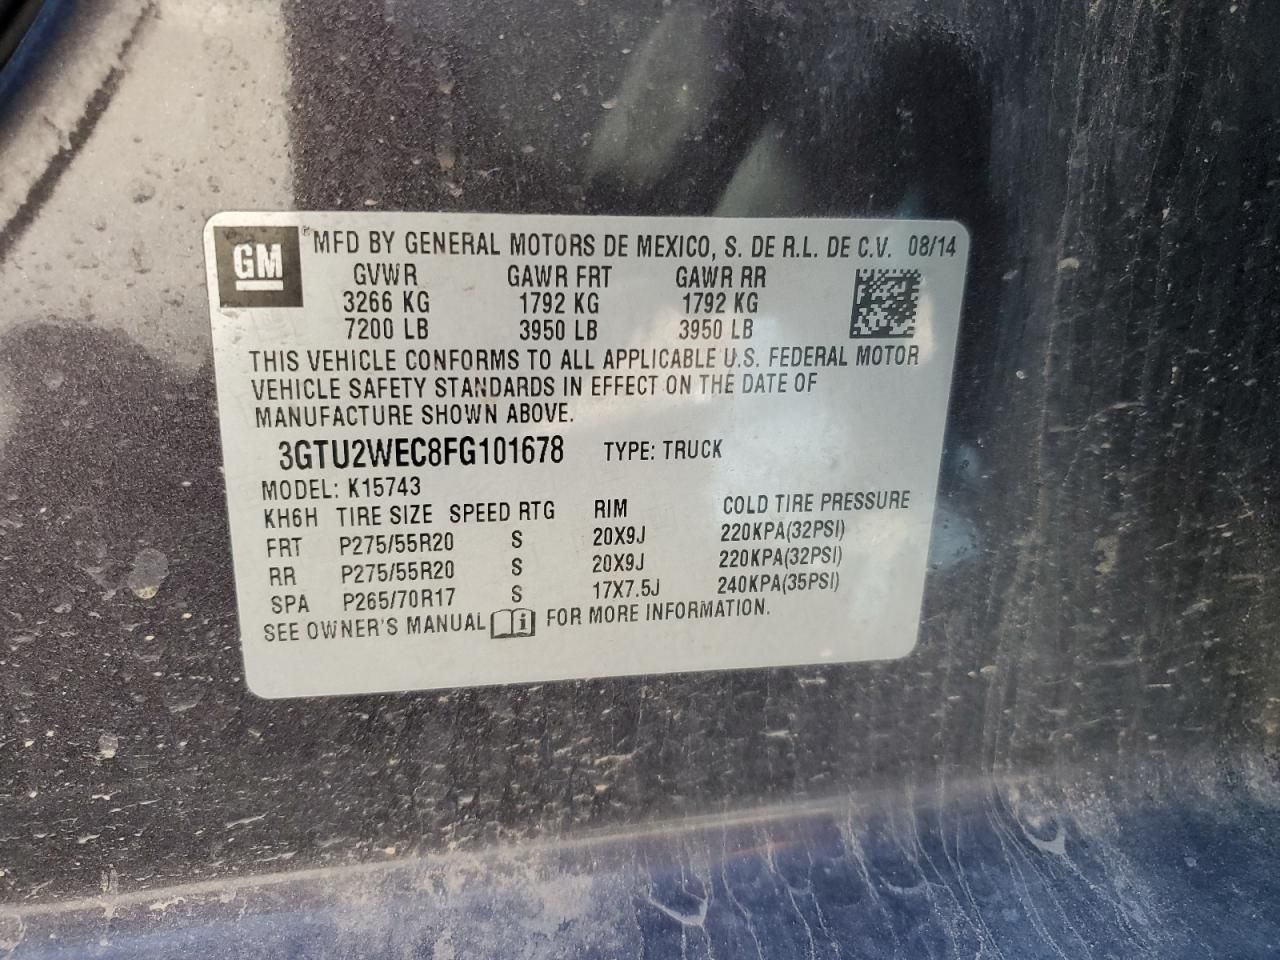 GM
MFD BY GENERAL MOTORS DE MEXICO, S. DE R.L. DE C.V. 08/14
GVWR GAWR FRT GAWR RR
3266 KG 1792 KG 1792 KG
7200 LB 3950 LB 3950 LB
THIS VEHICLE CONFORMS TO ALL APPLICABLE U.S. FEDERAL MOTOR
VEHICLE SAFETY STANDARDS IN EFFECT ON THE DATE OF
MANUFACTURE SHOWN ABOVE.
3GTU2WEC8FG101678 TYPE: TRUCK
MODEL: K15743
KH6H TIRE SIZE SPEED RTG RIM COLD TIRE PRESSURE
FRT P275/55R20 S 20X9J 220KPA(32PSI)
RR P275/55R20 S 20X9J 220KPA(32PSI)
SPA P265/70R17 S 17X7.5J 240KPA(35PSI)
SEE OWNER'S MANUAL FOR MORE INFORMATION.